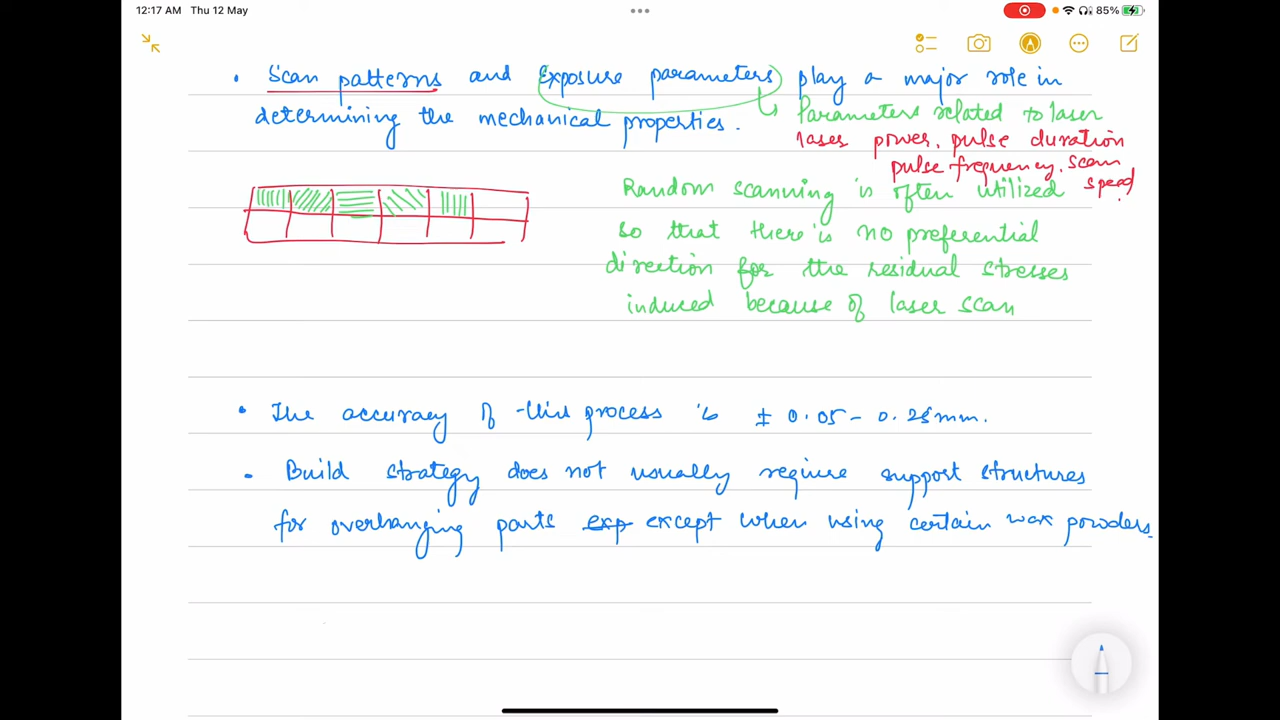 12:17 AM Thu 12 May
85%
• Scan patterns and exposure parameters play a major role in
determining the mechanical properties.
Parameters related to laser
laser power, pulse duration
pulse frequency, scan
speed
Random scanning is often utilized
so that there is no preferential
direction for the residual stresses
induced because of laser scan
• The accuracy of this process is ± 0.05 - 0.25mm.
• Build strategy does not usually require support structures
for overhanging parts exp except when using certain wax powders.